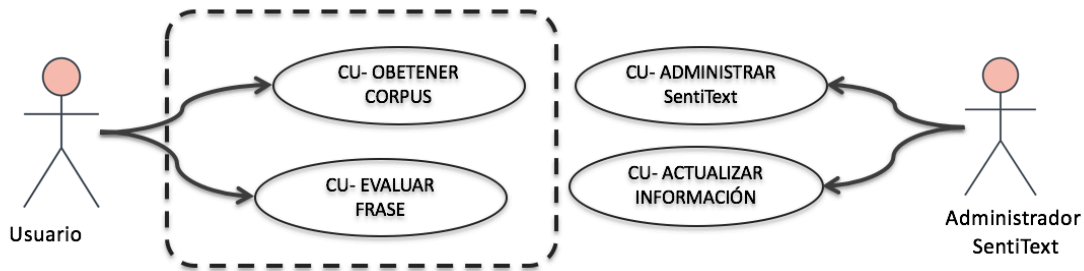 CU- OBETENER
CORPUS
CU- ADMINISTRAR
SentiText
CU- EVALUAR
FRASE
CU- ACTUALIZAR
INFORMACIÓN
Usuario
Administrador
SentiText